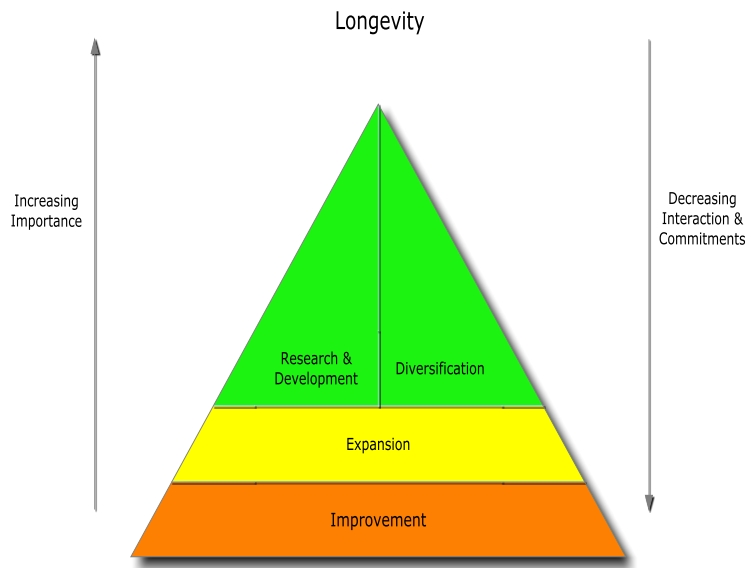 Longevity
Increasing
Importance
Decreasing
Interaction &
Commitments
Research &
Development
Diversification
Expansion
Improvement